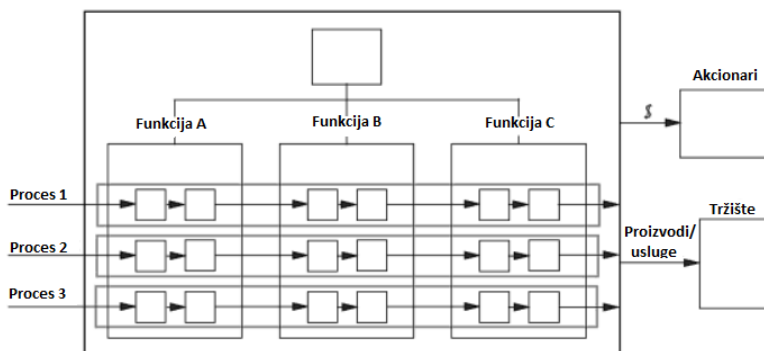 Akcionari
Funkcija A
Funkcija B
Funkcija C
$
Proces 1
Tržište
Proizvodi/
usluge
Proces 2
Proces 3